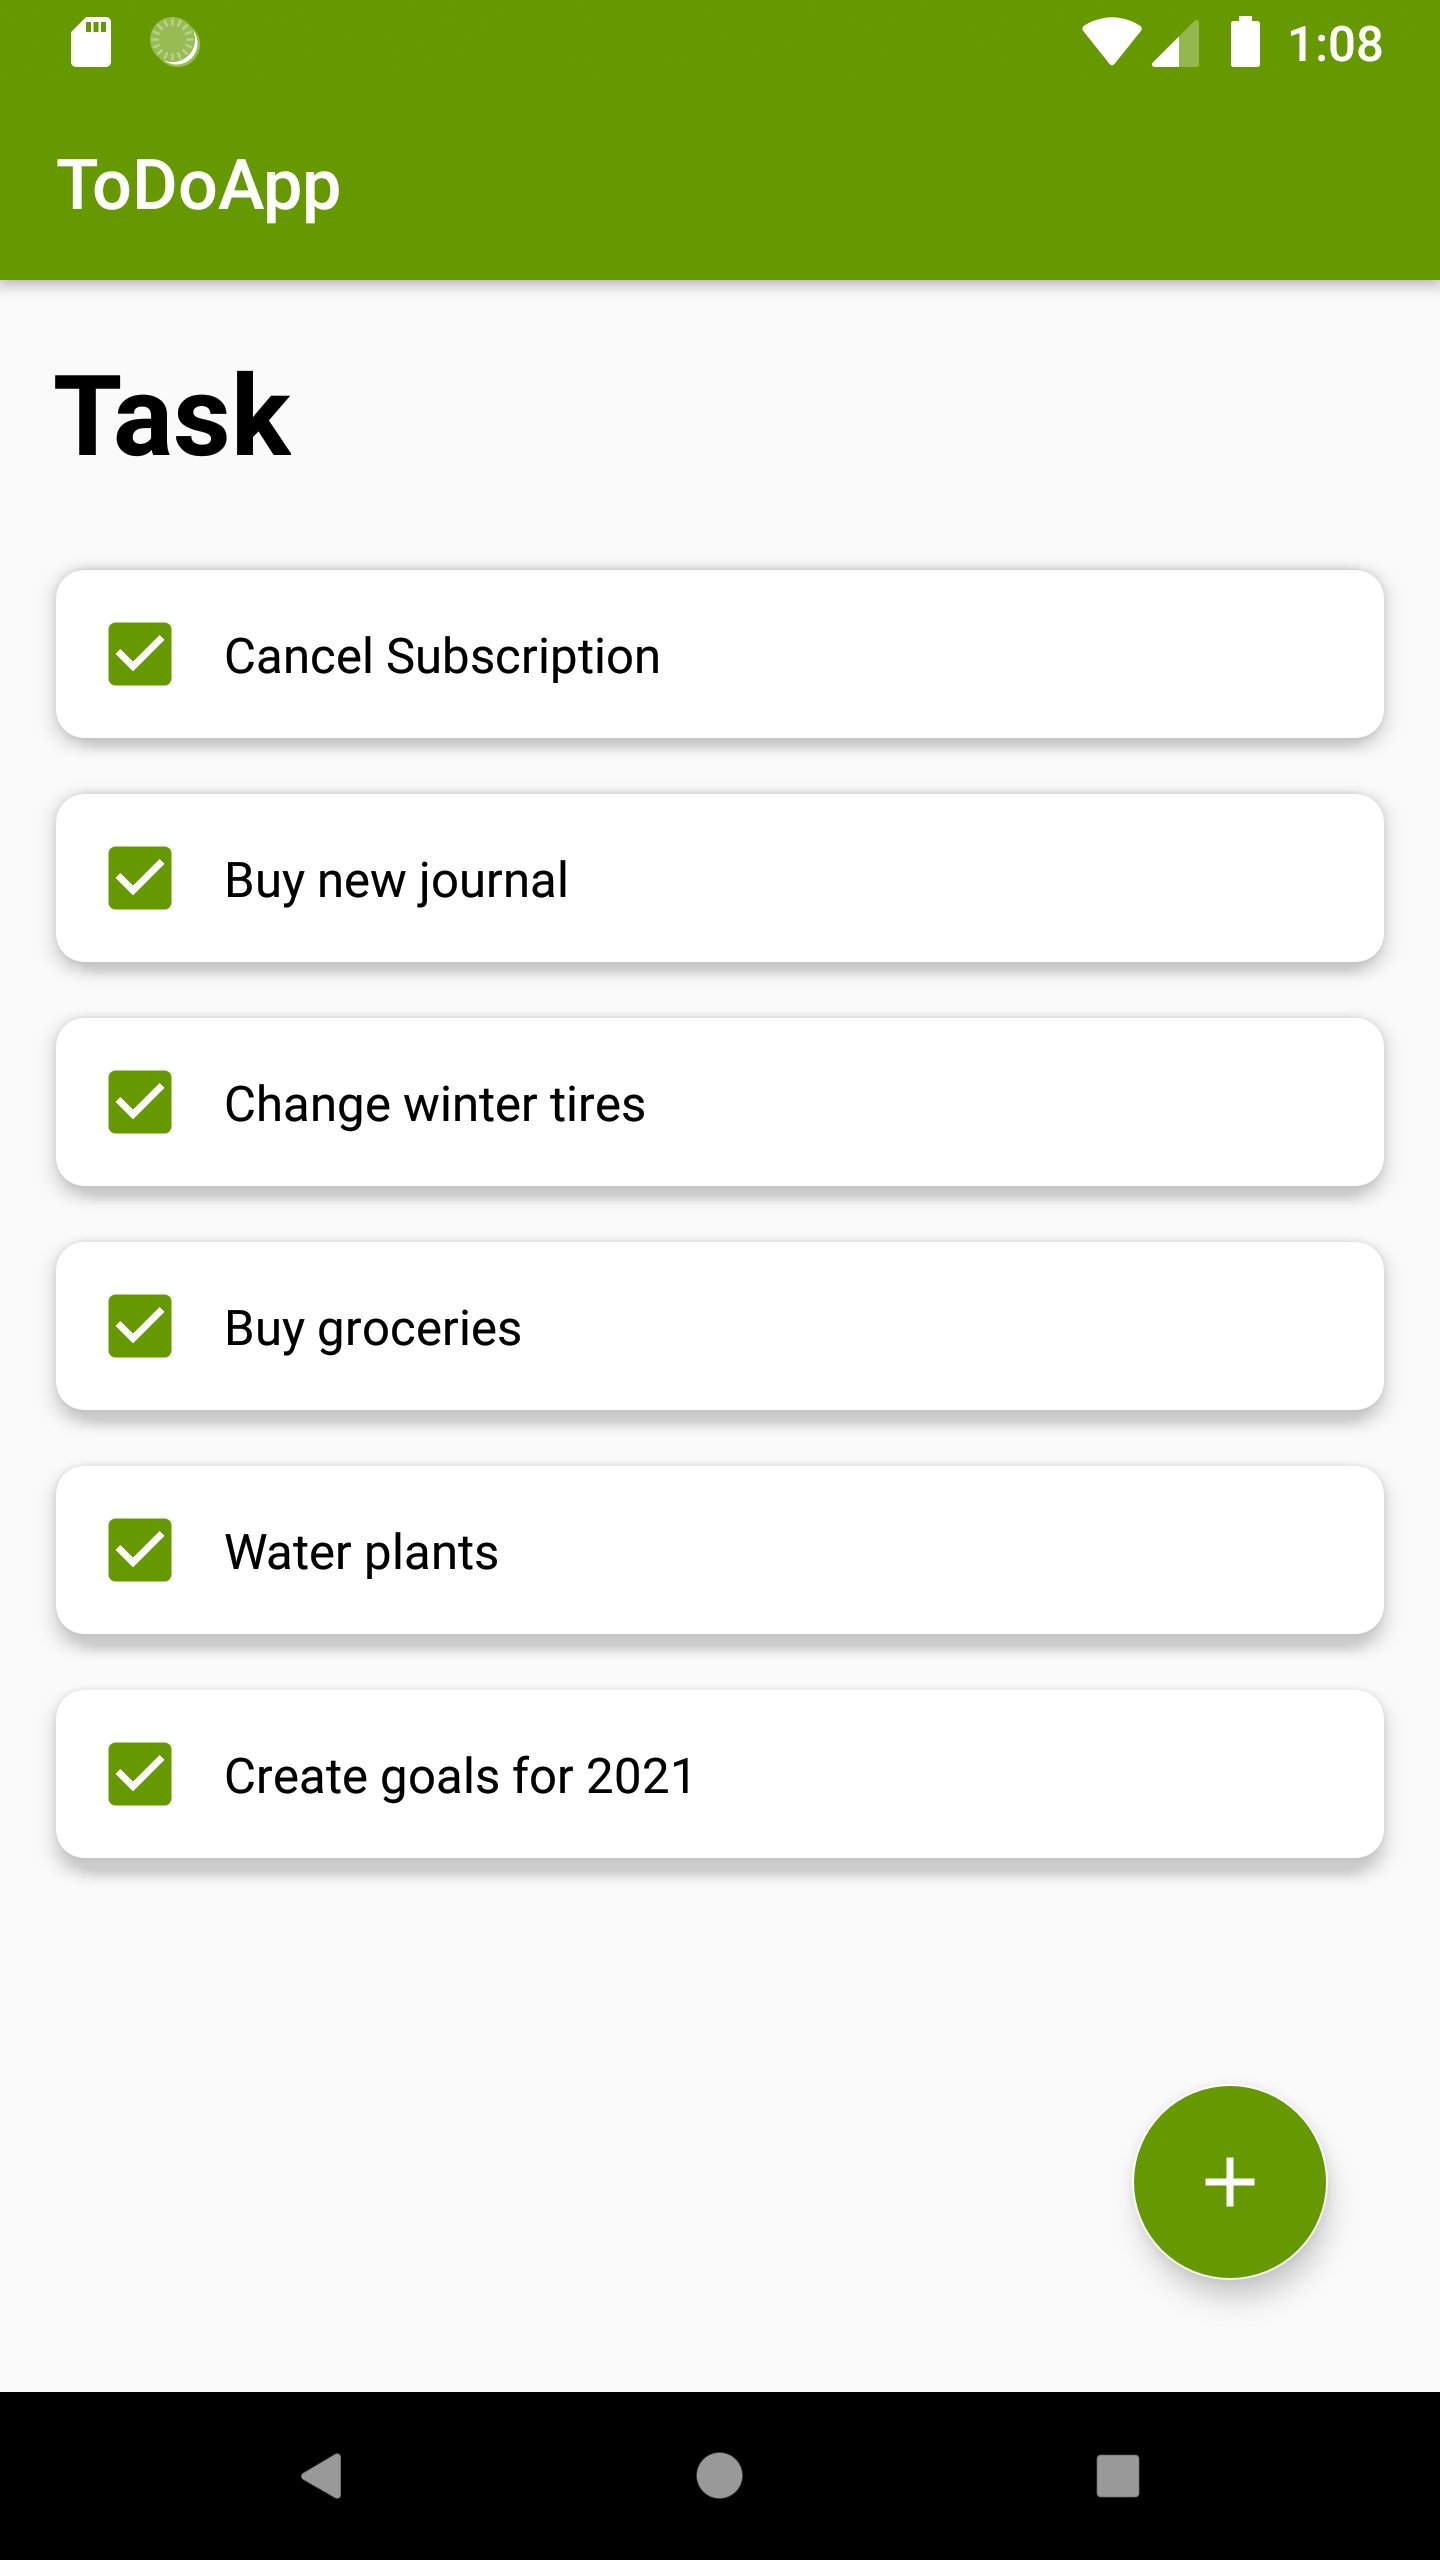 1:08
ToDoApp
Task
Cancel Subscription
Buy new journal
Change winter tires
Buy groceries
Water plants
Create goals for 2021